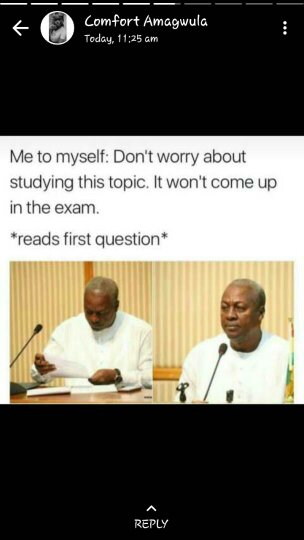 Comfort Amagwula
Today, 11:25 am
Me to myself: Don't worry about
studying this topic. It won't come up
in the exam.
*reads first question*
REPLY